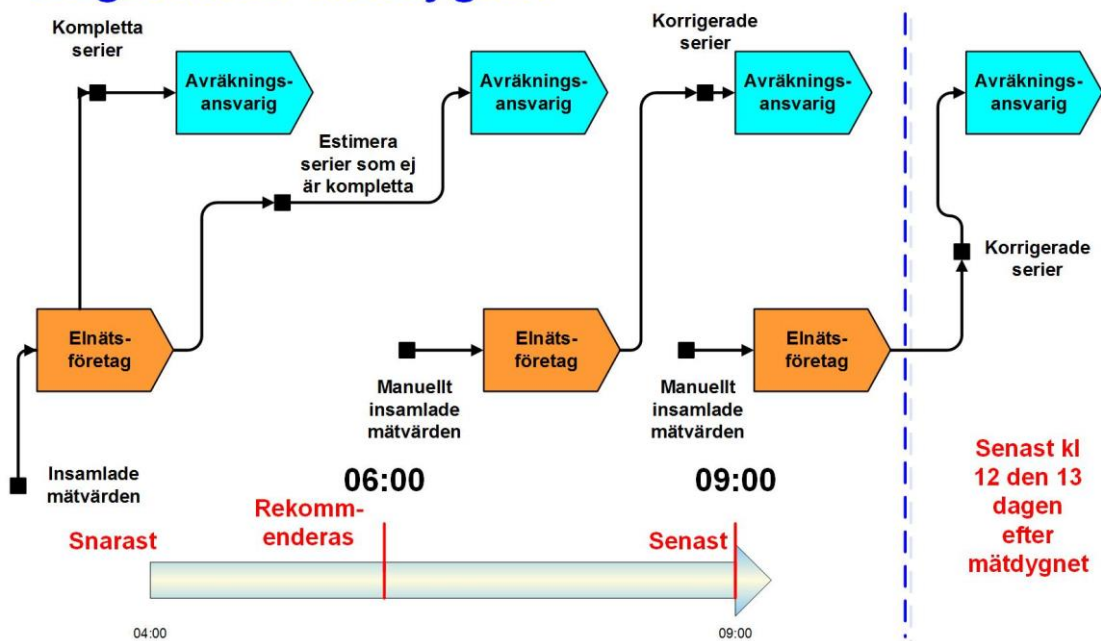 Kompletta
serier
Avräknings-
ansvarig
Avräknings-
ansvarig
Korrigerade
serier
Avräknings-
ansvarig
Avräknings-
ansvarig
Estimera
serier som ej
är kompletta
Korrigerade
serier
Elnäts-
företag
Elnäts-
företag
Elnäts-
företag
Manuellt
insamlade
mätvärden
Manuellt
insamlade
mätvärden
Insamlade
mätvärden
06:00
09:00
Senast kl
12 den 13
dagen
efter
mätdygnet
Snarast
Rekomm-
enderas
Senast
04:00
09:00